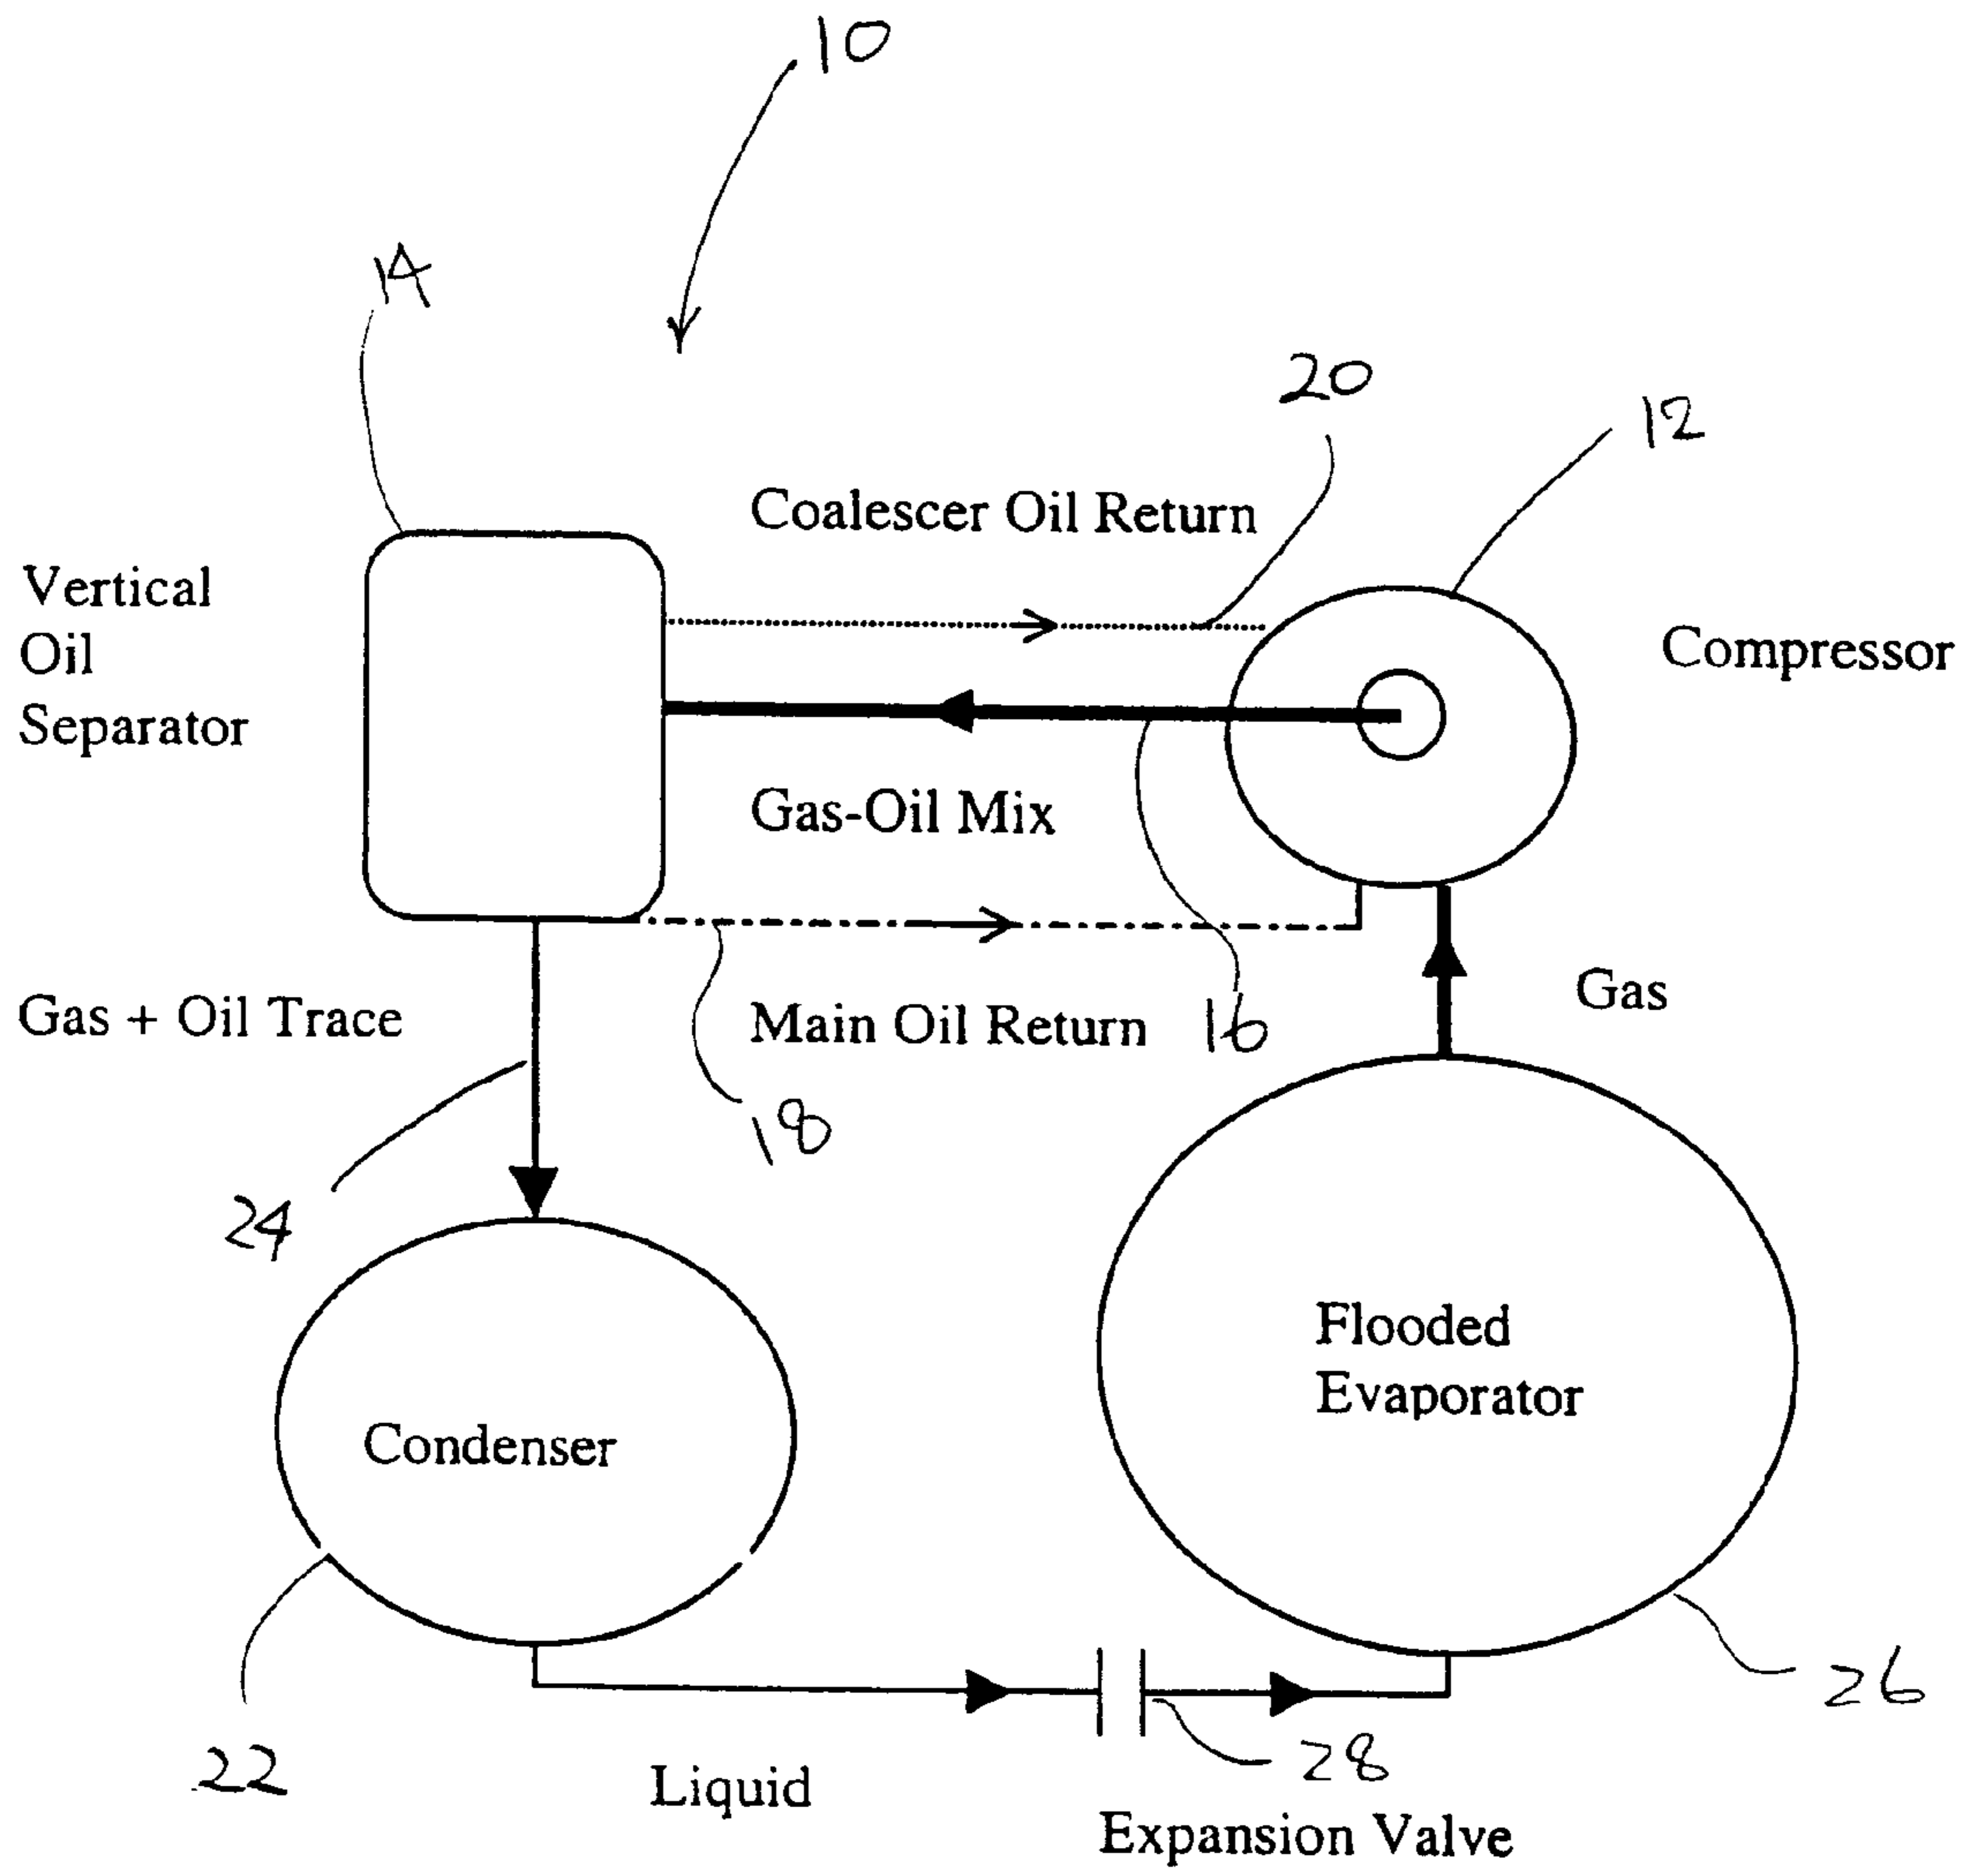 10
14
20
12
Coalescer Oil Return
Vertical
Oil
Separator
Compressor
Gas-Oil Mix
Gas
Gas + Oil Trace
Main Oil Return
16
18
24
Flooded
Evaporator
Condenser
26
28
22
Liquid
Expansion Valve